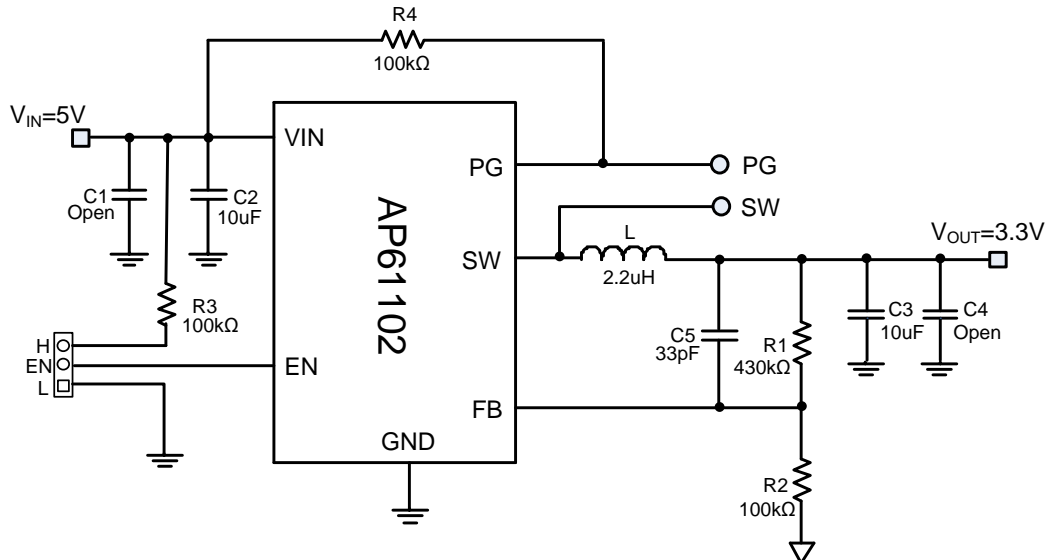 R4
100kΩ
VIN=5V
VIN
C1
Open
C2
10uF
PG
PG
SW
AP61102
SW
L
2.2uH
VOUT=3.3V
R3
100kΩ
C5
33pF
R1
430kΩ
C3
10uF
C4
Open
H
EN
L
EN
FB
GND
R2
100kΩ